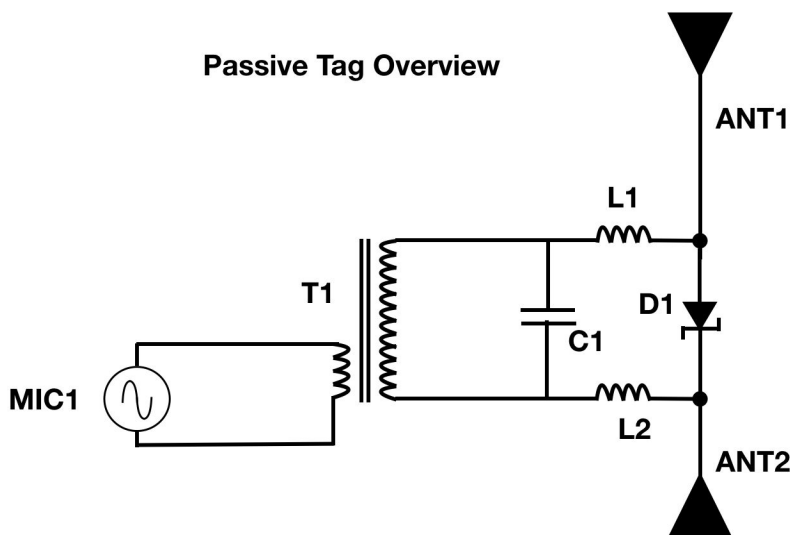 Passive Tag Overview
ANT1
L1
T1
D1
C1
MIC1
L2
ANT2